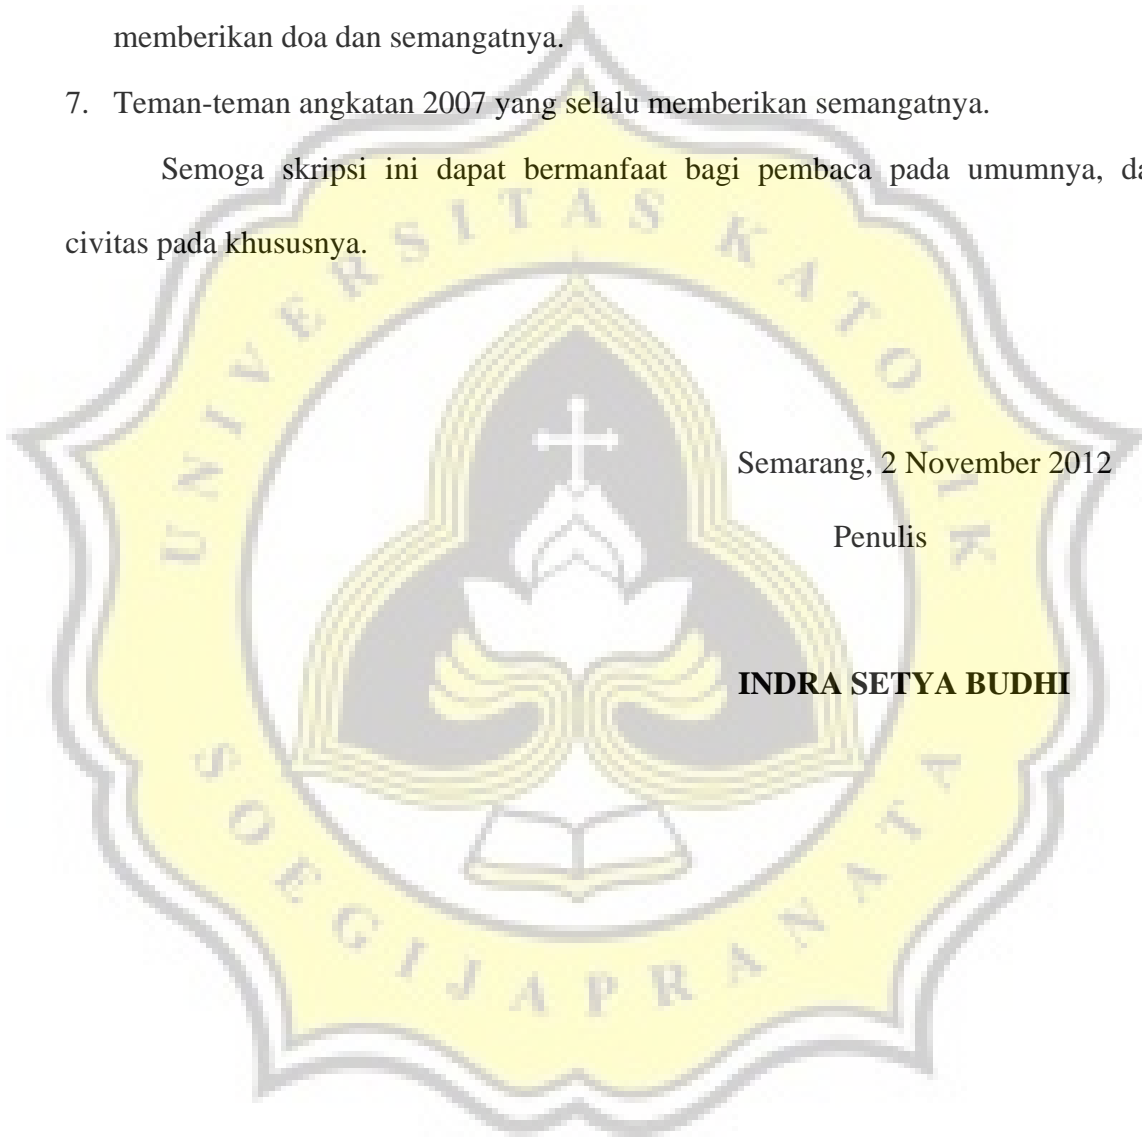 memberikan doa dan semangatnya.
7. Teman-teman angkatan 2007 yang selalu memberikan semangatnya.
Semoga skripsi ini dapat bermanfaat bagi pembaca pada umumnya, da
civitas pada khususnya.
Semarang, 2 November 2012
Penulis
INDRA SETYA BUDHI
UNIVERSITAS KATOLIK
SOEGIJAPRANATA